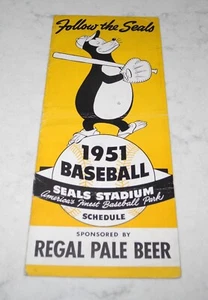 Follow the Seals
1951
BASEBALL
SEALS STADIUM
America's Finest Baseball Park
SCHEDULE
SPONSORED BY
REGAL PALE BEER